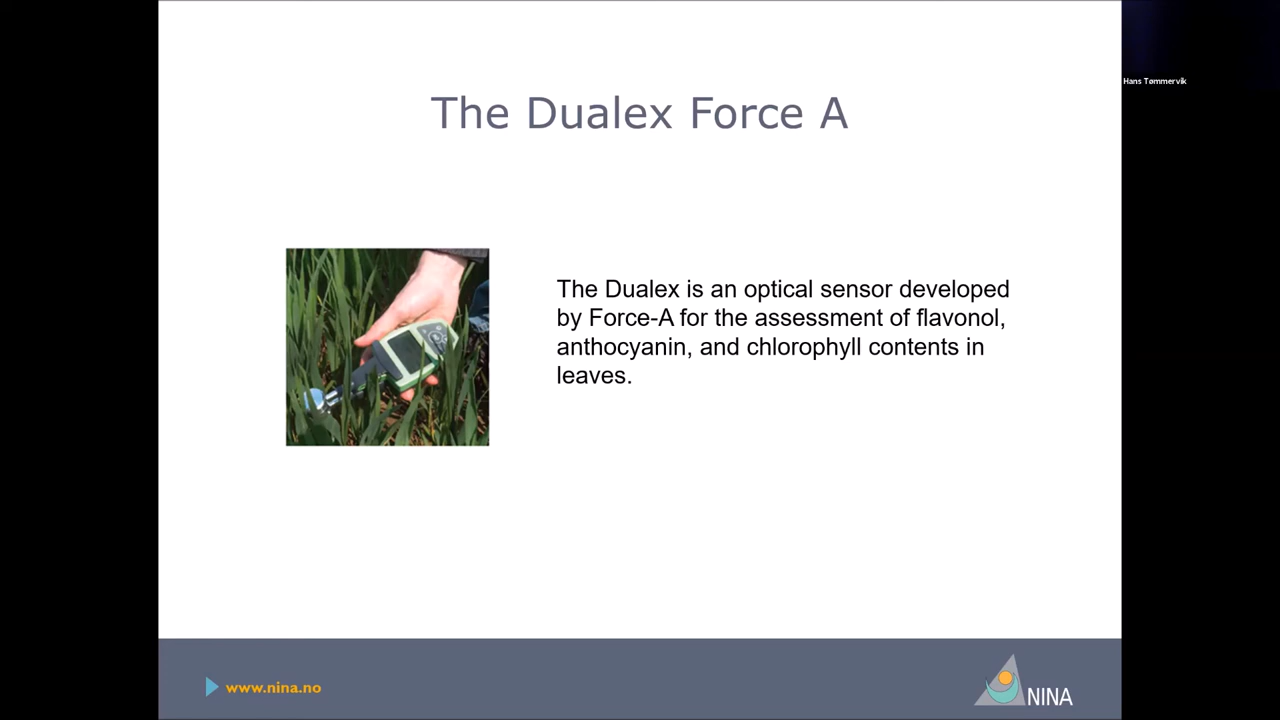 The Dualex Force A
Hans Tømmervik
The Dualex is an optical sensor developed
by Force-A for the assessment of flavonol,
anthocyanin, and chlorophyll contents in
leaves.
www.nina.no
NINA